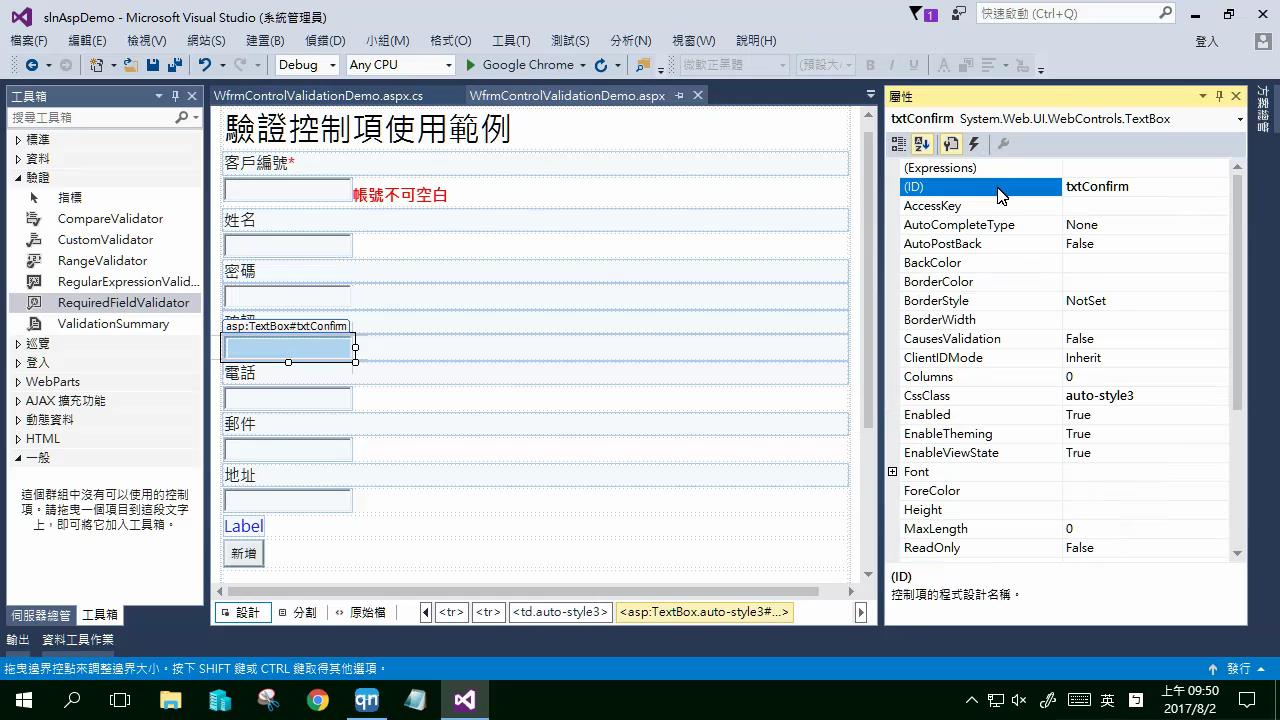 slnAspDemo - Microsoft Visual Studio (系統管理員)
1
快速啟動 (Ctrl+Q)
檔案(F) 編輯(E) 檢視(V) 網站(S) 建置(B) 偵錯(D) 小組(M) 格式(O) 工具(T) 測試(S) 分析(N) 視窗(W) 說明(H) 登入
Debug Any CPU Google Chrome 微軟正黑體 (預設大 B I U A
工具箱
搜尋工具箱
標準
資料
驗證
指標
CompareValidator
CustomValidator
RangeValidator
RegularExpressionValid...
RequiredFieldValidator
ValidationSummary
巡覽
登入
WebParts
AJAX 擴充功能
動態資料
HTML
一般
這個群組中沒有可以使用的控制
項。請拖曳一個項目到這段文字
上，即可將它加入工具箱。
伺服器總管 工具箱
WfrmControlValidationDemo.aspx.cs WfrmControlValidationDemo.aspx
驗證控制項使用範例
客戶編號*
帳號不可空白
姓名
密碼
asp:TextBox#txtConfirm
電話
郵件
地址
Label
新增
設計 分割 原始檔 <tr> <tr> <td.auto-style3> <asp:TextBox.auto-style3#...>
屬性
txtConfirm System.Web.UI.WebControls.TextBox
(Expressions)
(ID) txtConfirm
AccessKey
AutoCompleteType None
AutoPostBack False
BackColor
BorderColor
BorderStyle NotSet
BorderWidth
CausesValidation False
ClientIDMode Inherit
Columns 0
CssClass auto-style3
Enabled True
EnableTheming True
EnableViewState True
Font
ForeColor
Height
MaxLength 0
ReadOnly False
(ID)
控制項的程式設計名稱。
方案總管
輸出 資料工具作業
拖曳邊界控點來調整邊界大小。按下 SHIFT 鍵或 CTRL 鍵取得其他選項。 發行
qn
英
上午 09:50
2017/8/2